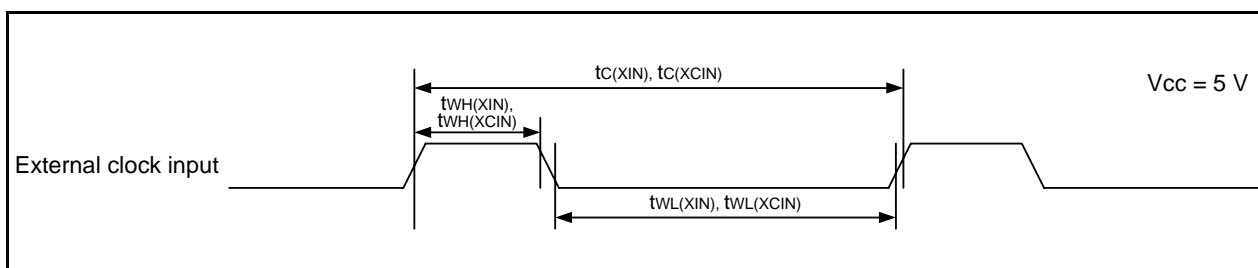 tC(XIN), tC(XCIN)
Vcc = 5 V
tWH(XIN),
tWH(XCIN)
External clock input
tWL(XIN), tWL(XCIN)